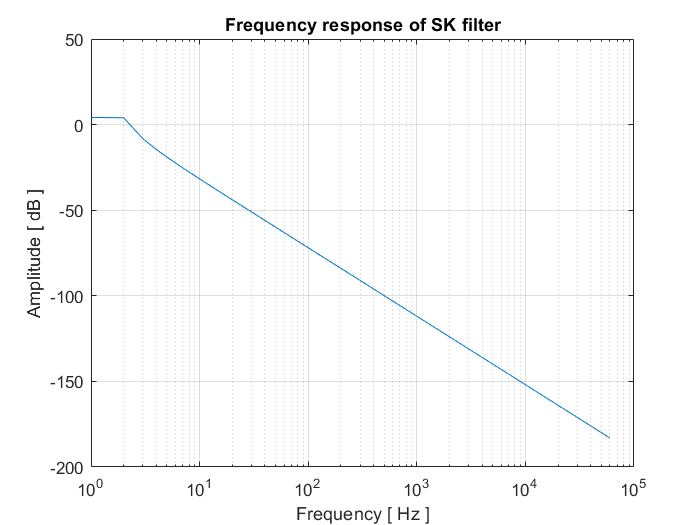 Frequency response of SK filter
50
0
-50
-100
-150
-200
Amplitude [ dB ]
10^0 10^1 10^2 10^3 10^4 10^5
Frequency [ Hz ]